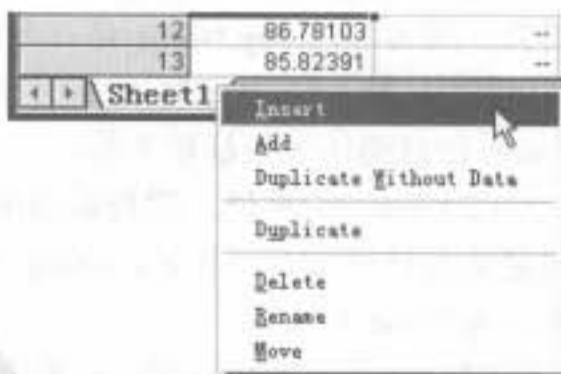 12 86.78103 --
13 85.82391 --
Sheet1
Insert
Add
Duplicate Without Data
Duplicate
Delete
Rename
Move